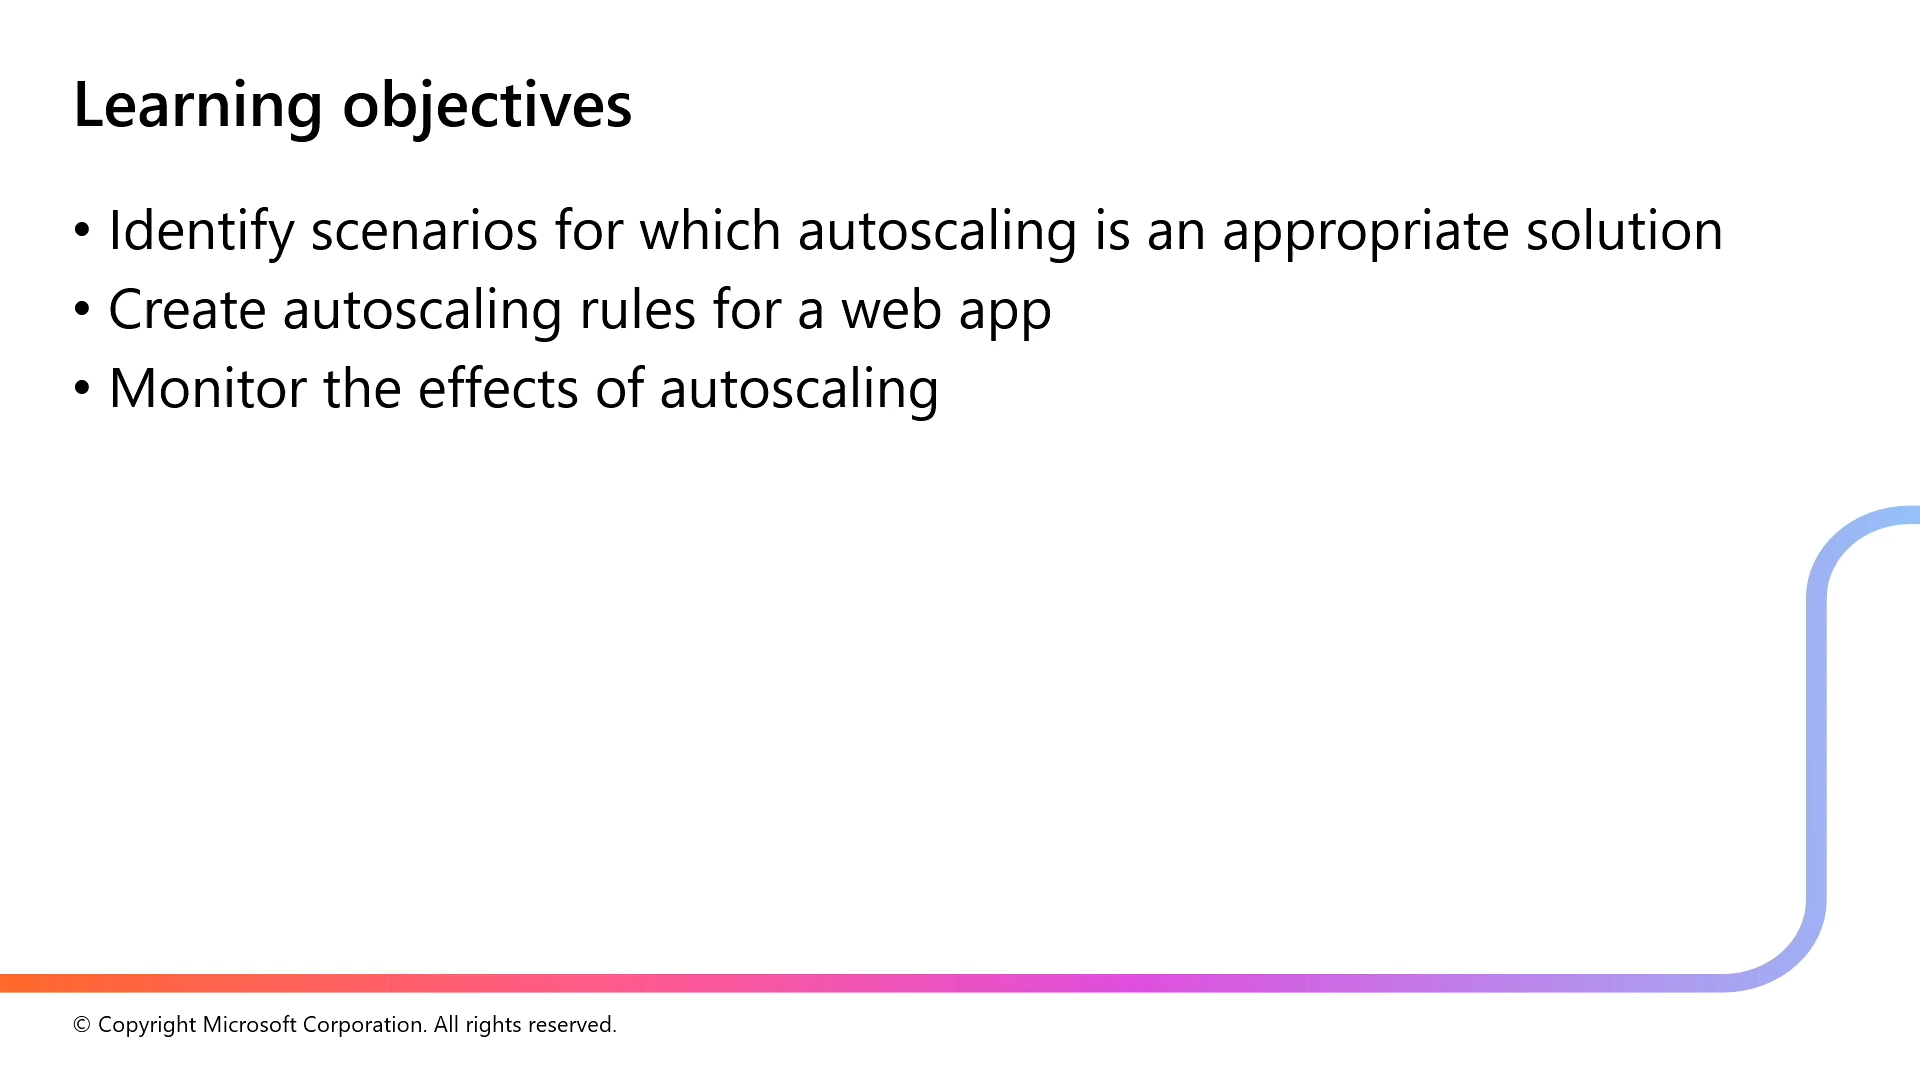 Learning objectives
• Identify scenarios for which autoscaling is an appropriate solution
• Create autoscaling rules for a web app
• Monitor the effects of autoscaling
© Copyright Microsoft Corporation. All rights reserved.